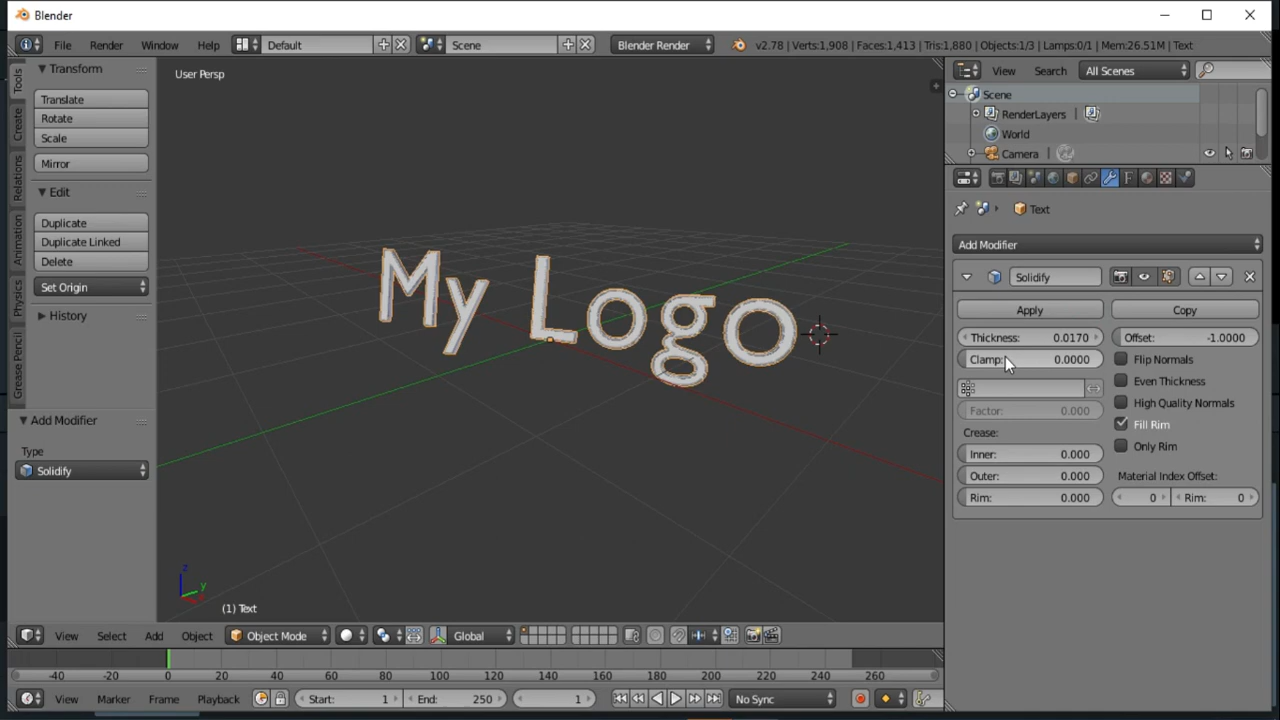 Blender
File Render Window Help Default Scene Blender Render v2.78 | Verts:1,908 | Faces:1,413 | Tris:1,880 | Objects:1/3 | Lamps:0/1 | Mem:26.51M | Text
Tools
Create
Relations
Animation
Physics
Grease Pencil
Transform
Translate
Rotate
Scale
Mirror
Edit
Duplicate
Duplicate Linked
Delete
Set Origin
History
Add Modifier
Type
Solidify
User Persp
My Logo
z
y
(1) Text
View Search All Scenes
Scene
RenderLayers
World
Camera
Text
Add Modifier
Solidify
Apply Copy
Thickness: 0.0170 Offset: -1.0000
Clamp: 0.0000 Flip Normals
Even Thickness
Factor: 0.000 High Quality Normals
Crease: Fill Rim
Inner: 0.000 Only Rim
Outer: 0.000 Material Index Offset:
Rim: 0.000 0 Rim: 0
View Select Add Object Object Mode Global
-40 -20 0 20 40 60 80 100 120 140 160 180 200 220 240 260
View Marker Frame Playback Start: 1 End: 250 1 No Sync